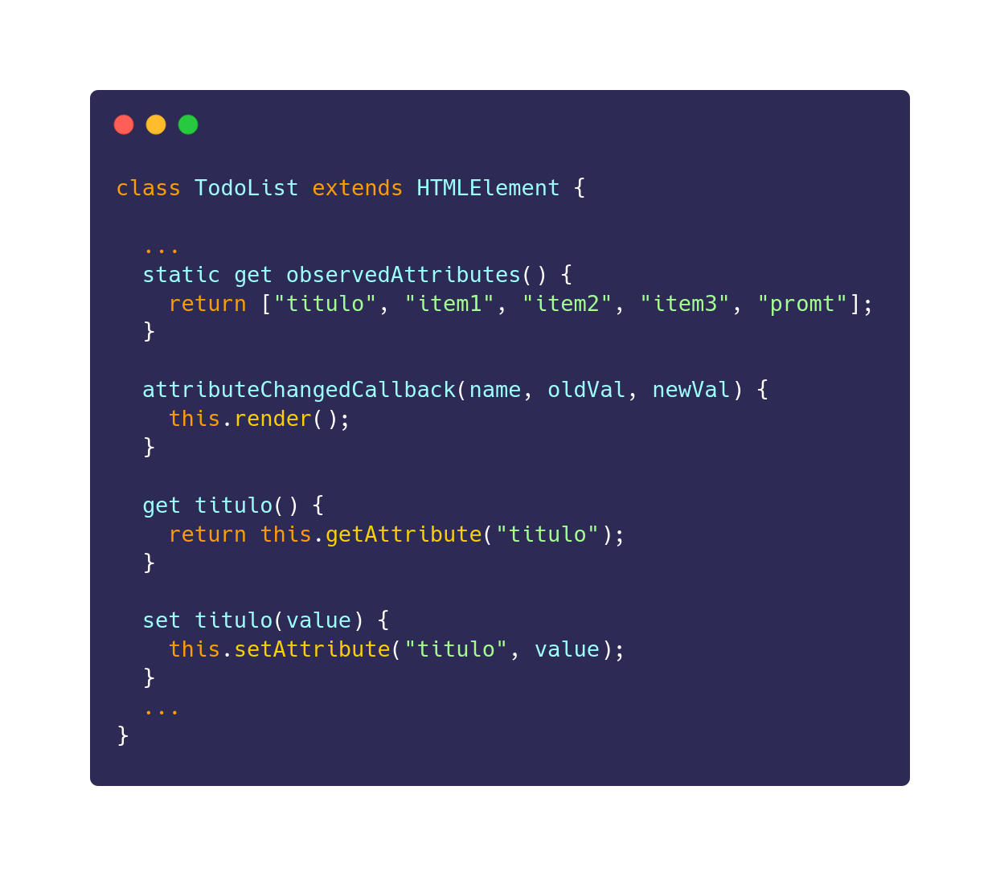 class TodoList extends HTMLElement {
...
static get observedAttributes() {
return ["titulo", "item1", "item2", "item3", "promt"];
}
attributeChangedCallback(name, oldVal, newVal) {
this.render();
}
get titulo() {
return this.getAttribute("titulo");
}
set titulo(value) {
this.setAttribute("titulo", value);
}
...
}